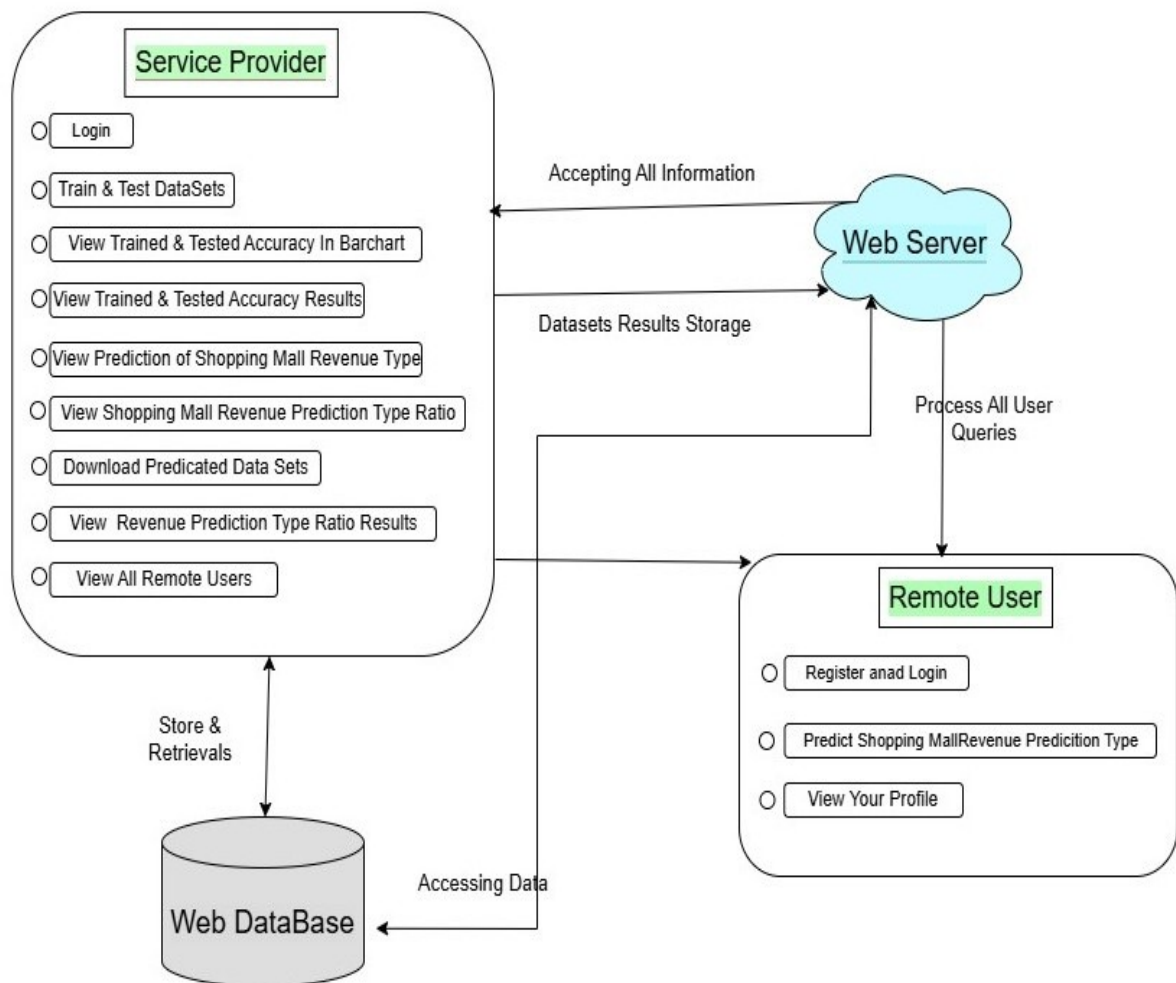 Service Provider
Login
Train & Test DataSets
View Trained & Tested Accuracy In Barchart
View Trained & Tested Accuracy Results
View Prediction of Shopping Mall Revenue Type
View Shopping Mall Revenue Prediction Type Ratio
Download Predicated Data Sets
View Revenue Prediction Type Ratio Results
View All Remote Users
Accepting All Information
Web Server
Datasets Results Storage
Process All User
Queries
Remote User
Register anad Login
Predict Shopping MallRevenue Predicition Type
View Your Profile
Store &
Retrievals
Accessing Data
Web DataBase